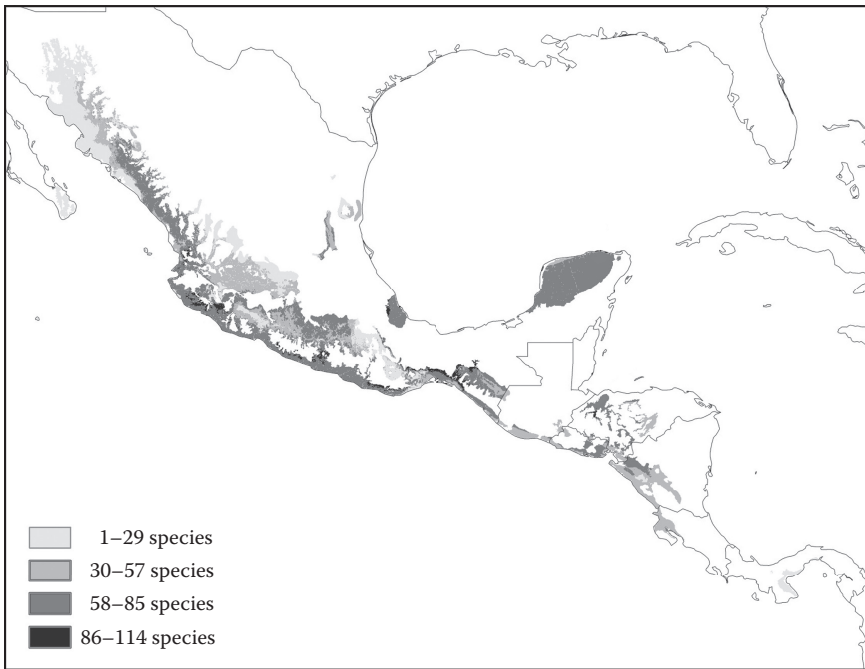 1–29 species
30–57 species
58–85 species
86–114 species